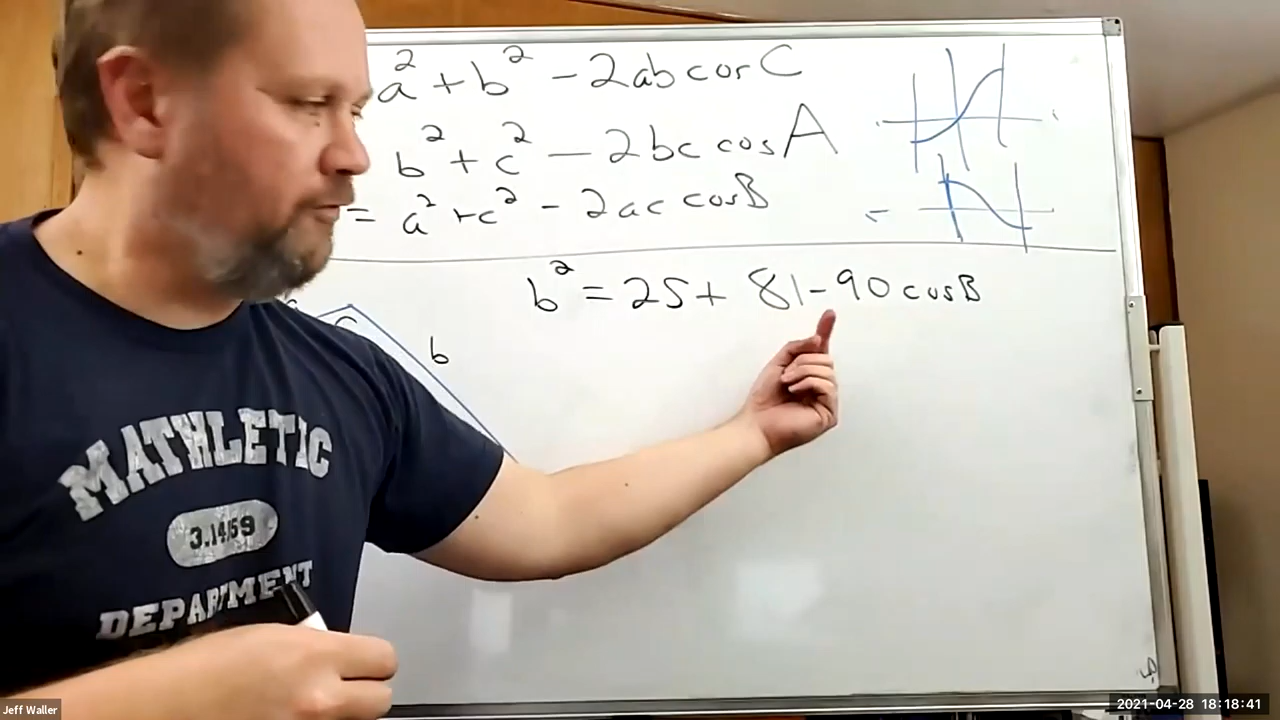 a² + b² - 2ab cos C
b² + c² - 2bc cos A
= a² + c² - 2ac cos B
b² = 25 + 81 - 90 cos B
c
b
MATHLETIC
3.1459
DEPARTMENT
Jeff Waller
2021-04-28 18:18:41